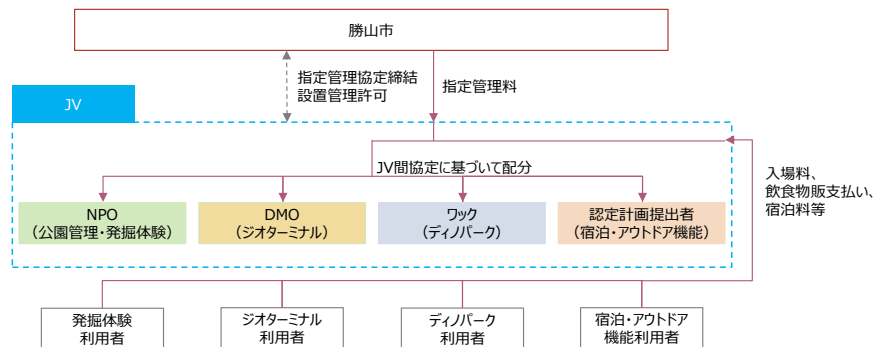 勝山市
指定管理協定締結
設置管理許可
指定管理料
JV
JV間協定に基づいて配分
入場料、
飲食物販支払い、
宿泊料等
NPO
（公園管理・発掘体験）
DMO
（ジオターミナル）
ワック
（ディノパーク）
認定計画提出者
（宿泊・アウトドア機能）
発掘体験
利用者
ジオターミナル
利用者
ディノパーク
利用者
宿泊・アウトドア
機能利用者